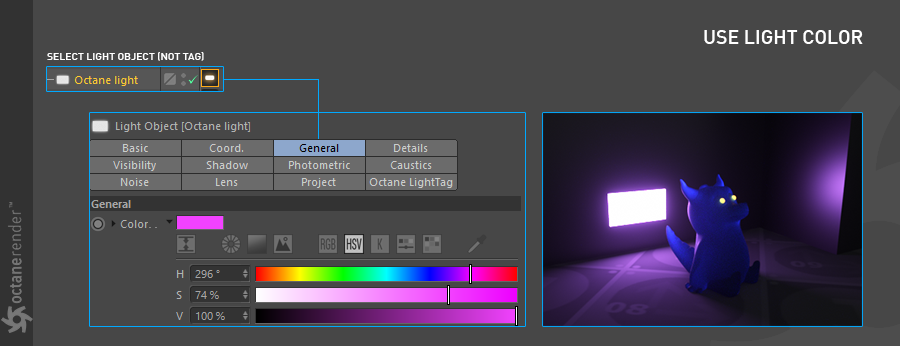 USE LIGHT COLOR
SELECT LIGHT OBJECT (NOT TAG)
Octane light
Light Object [Octane light]
Basic Coord. General Details
Visibility Shadow Photometric Caustics
Noise Lens Project Octane LightTag
General
Color. .
RGB HSV K
H 296 °
S 74 %
V 100 %
octanerender™
08